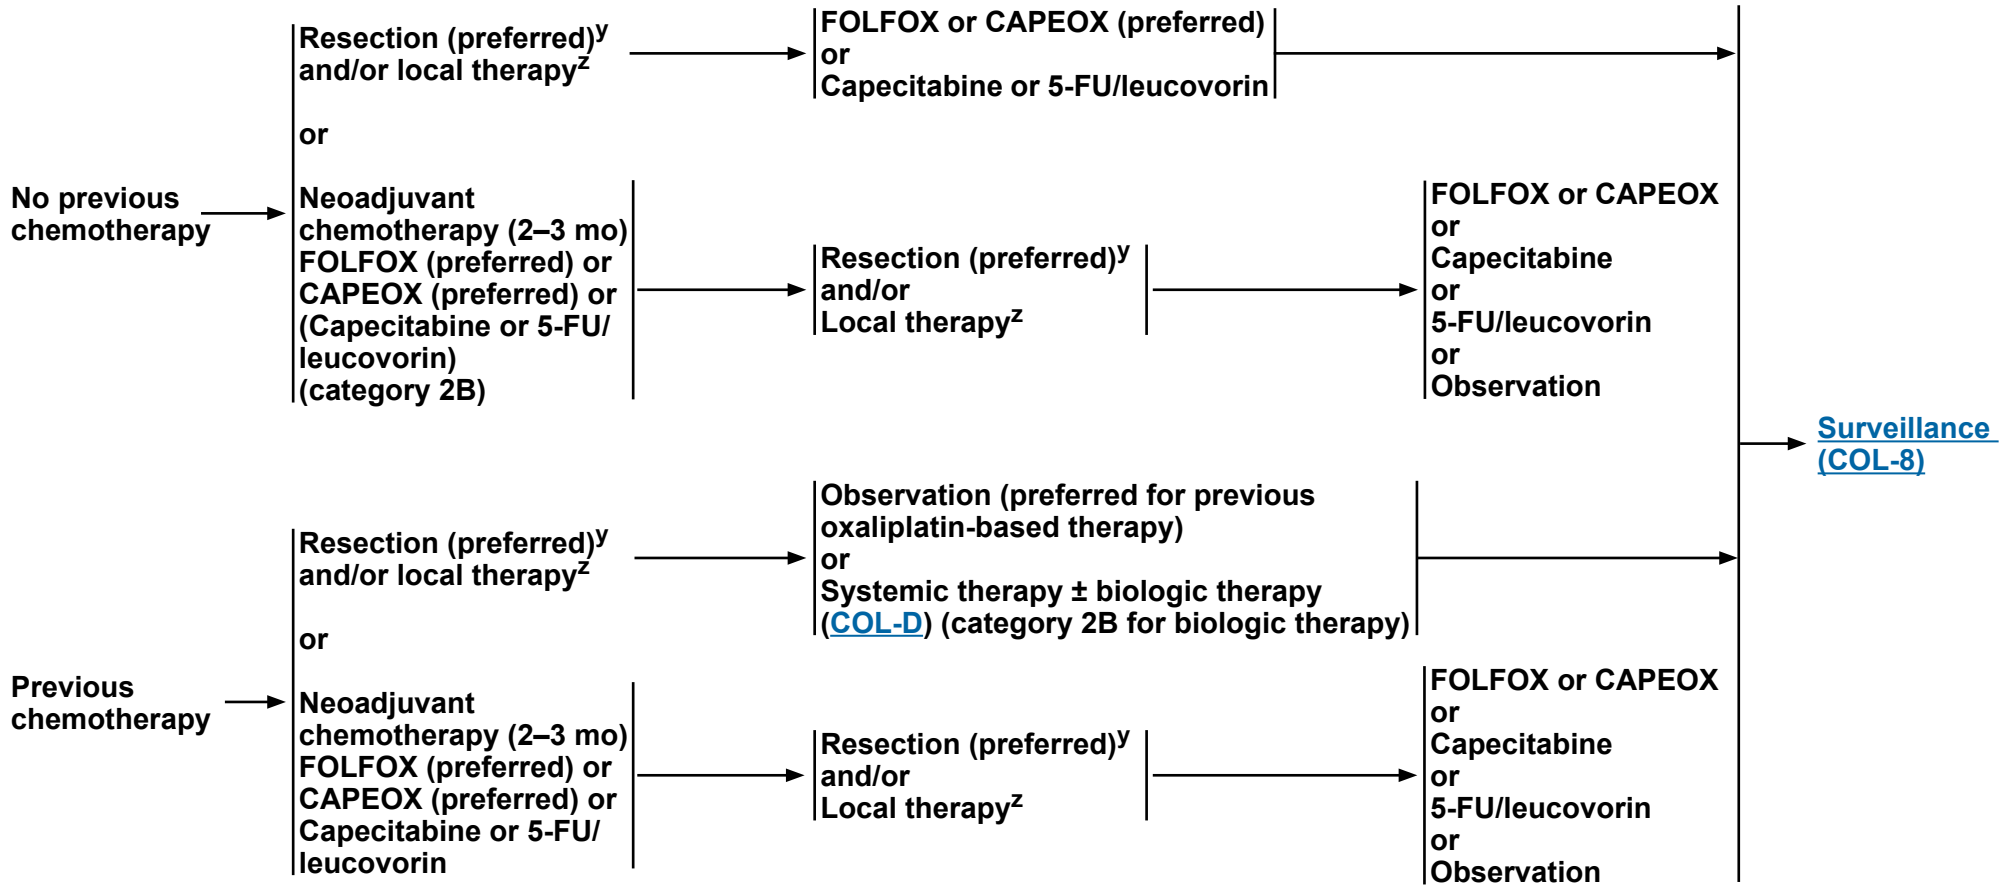 No previous
chemotherapy
Resection (preferred)y
and/or local therapyz
or
Neoadjuvant
chemotherapy (2–3 mo)
FOLFOX (preferred) or
CAPEOX (preferred) or
(Capecitabine or 5-FU/
leucovorin)
(category 2B)
FOLFOX or CAPEOX (preferred)
or
Capecitabine or 5-FU/leucovorin
Resection (preferred)y
and/or
Local therapyz
FOLFOX or CAPEOX
or
Capecitabine
or
5-FU/leucovorin
or
Observation
Previous
chemotherapy
Resection (preferred)y
and/or local therapyz
or
Neoadjuvant
chemotherapy (2–3 mo)
FOLFOX (preferred) or
CAPEOX (preferred) or
Capecitabine or 5-FU/
leucovorin
Observation (preferred for previous
oxaliplatin-based therapy)
or
Systemic therapy ± biologic therapy
(COL-D) (category 2B for biologic therapy)
Resection (preferred)y
and/or
Local therapyz
FOLFOX or CAPEOX
or
Capecitabine
or
5-FU/leucovorin
or
Observation
Surveillance
(COL-8)